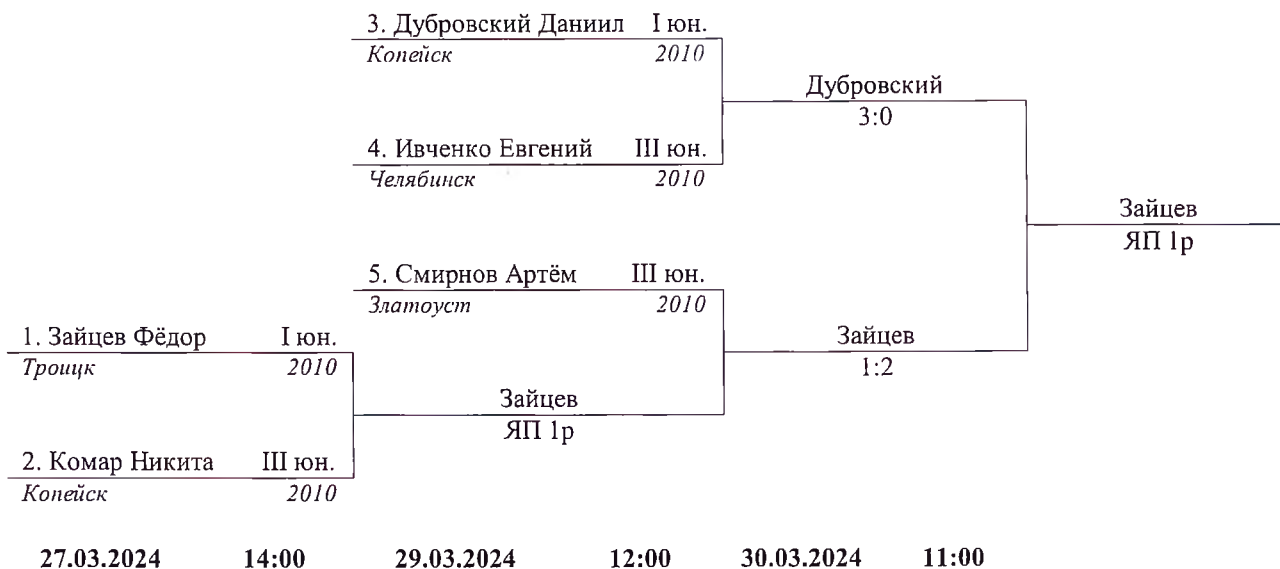 3. Дубровский Даниил I юн.
Копейск 2010
Дубровский
3:0
4. Ивченко Евгений III юн.
Челябинск 2010
Зайцев
ЯП 1р
5. Смирнов Артём III юн.
Златоуст 2010
1. Зайцев Фёдор I юн.
Троицк 2010
Зайцев
1:2
Зайцев
ЯП 1р
2. Комар Никита III юн.
Копейск 2010
27.03.2024 14:00 29.03.2024 12:00 30.03.2024 11:00